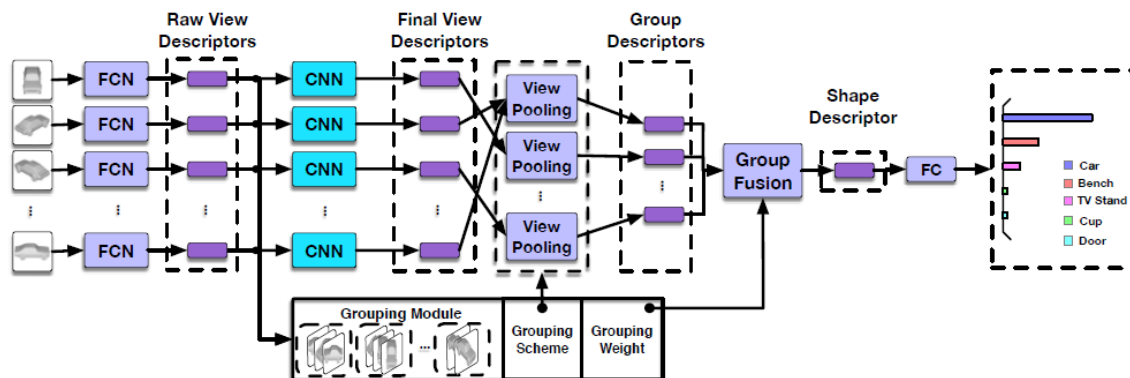 Raw View
Descriptors
Final View
Descriptors
Group
Descriptors
FCN
CNN
FCN
CNN
FCN
CNN
FCN
CNN
View
Pooling
View
Pooling
View
Pooling
Group
Fusion
Shape
Descriptor
FC
Car
Bench
TV Stand
Cup
Door
Grouping Module
...
Grouping
Scheme
Grouping
Weight